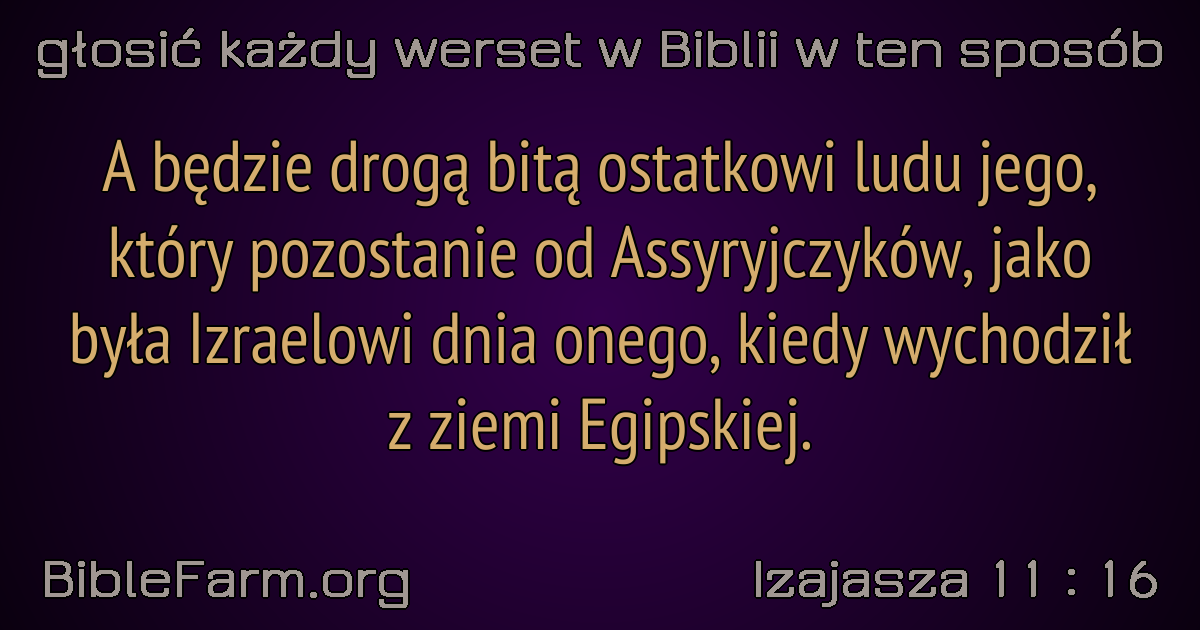 głosić każdy werset w Biblii w ten sposób
A będzie drogą bitą ostatkowi ludu jego,
który pozostanie od Assyryjczyków, jako
była Izraelowi dnia onego, kiedy wychodził
z ziemi Egipskiej.
BibleFarm.org
Izajasza 11 : 16